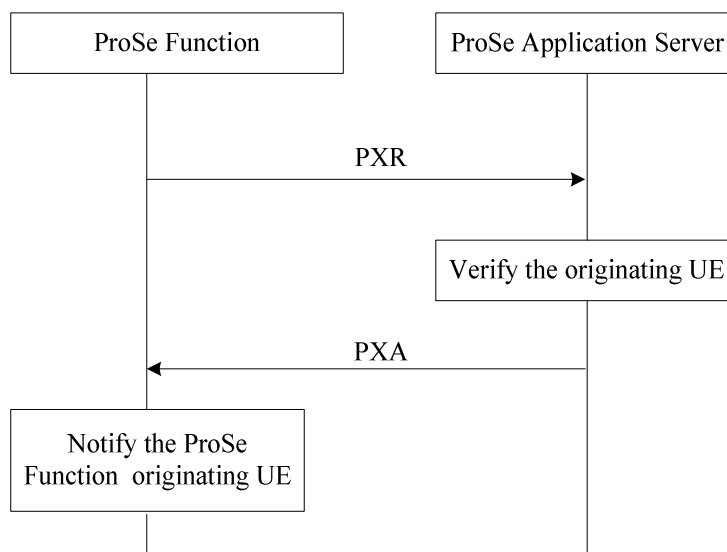 ProSe Function
ProSe Application Server
PXR
Verify the originating UE
PXA
Notify the ProSe
Function originating UE